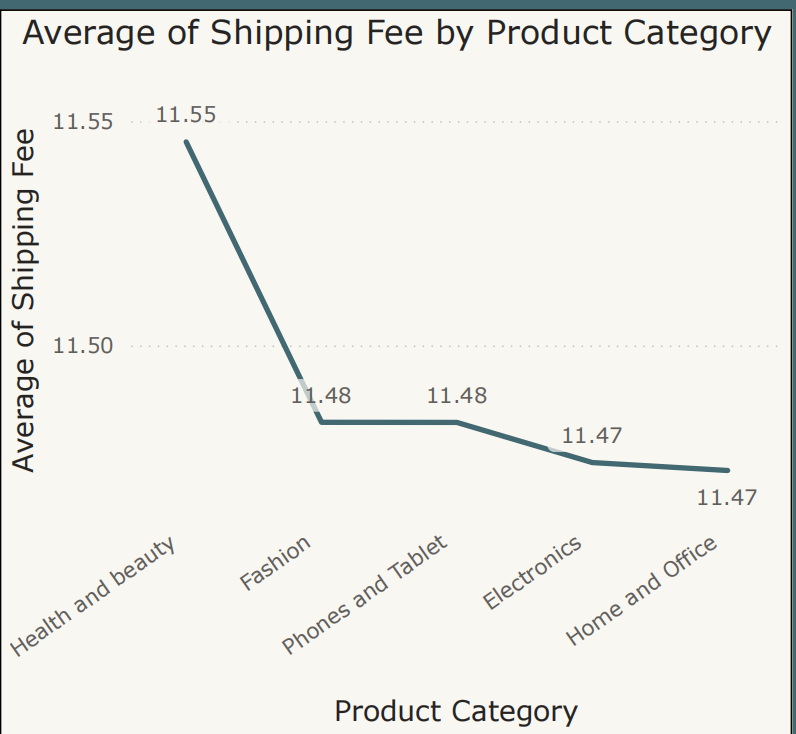 Average of Shipping Fee by Product Category
Average of Shipping Fee
11.55
11.50
11.55
11.48
11.48
11.47
11.47
Health and beauty
Fashion
Phones and Tablet
Electronics
Home and Office
Product Category